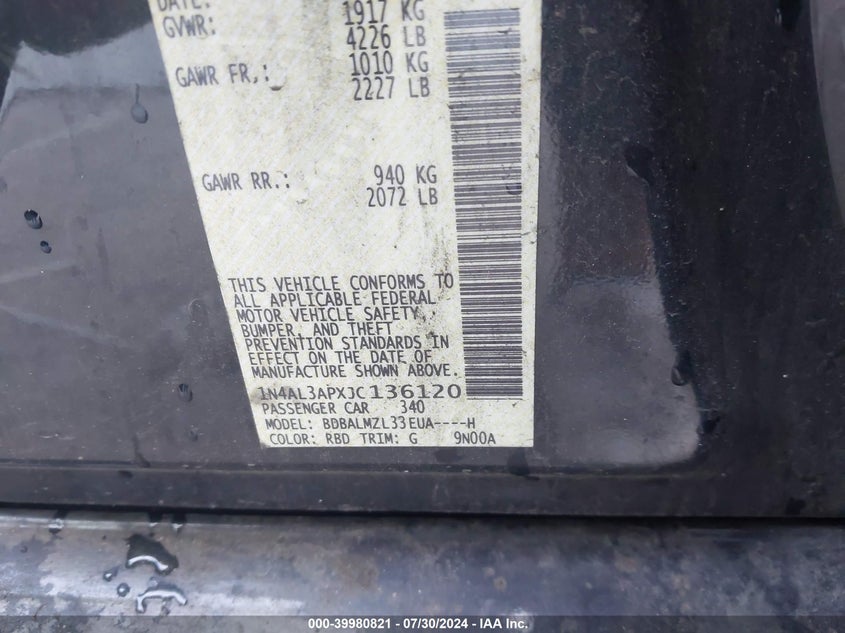 DATE:
GVWR: 1917 KG
4226 LB
GAWR FR.: 1010 KG
2227 LB
GAWR RR.: 940 KG
2072 LB
THIS VEHICLE CONFORMS TO
ALL APPLICABLE FEDERAL
MOTOR VEHICLE SAFETY,
BUMPER, AND THEFT
PREVENTION STANDARDS IN
EFFECT ON THE DATE OF
MANUFACTURE SHOWN ABOVE.
1N4AL3APXJC136120
PASSENGER CAR 340
MODEL: BDBALMZL33EUA----H
COLOR: RBD TRIM: G 9N00A
000-39980821 / 07/30/2024 - IAA Inc.